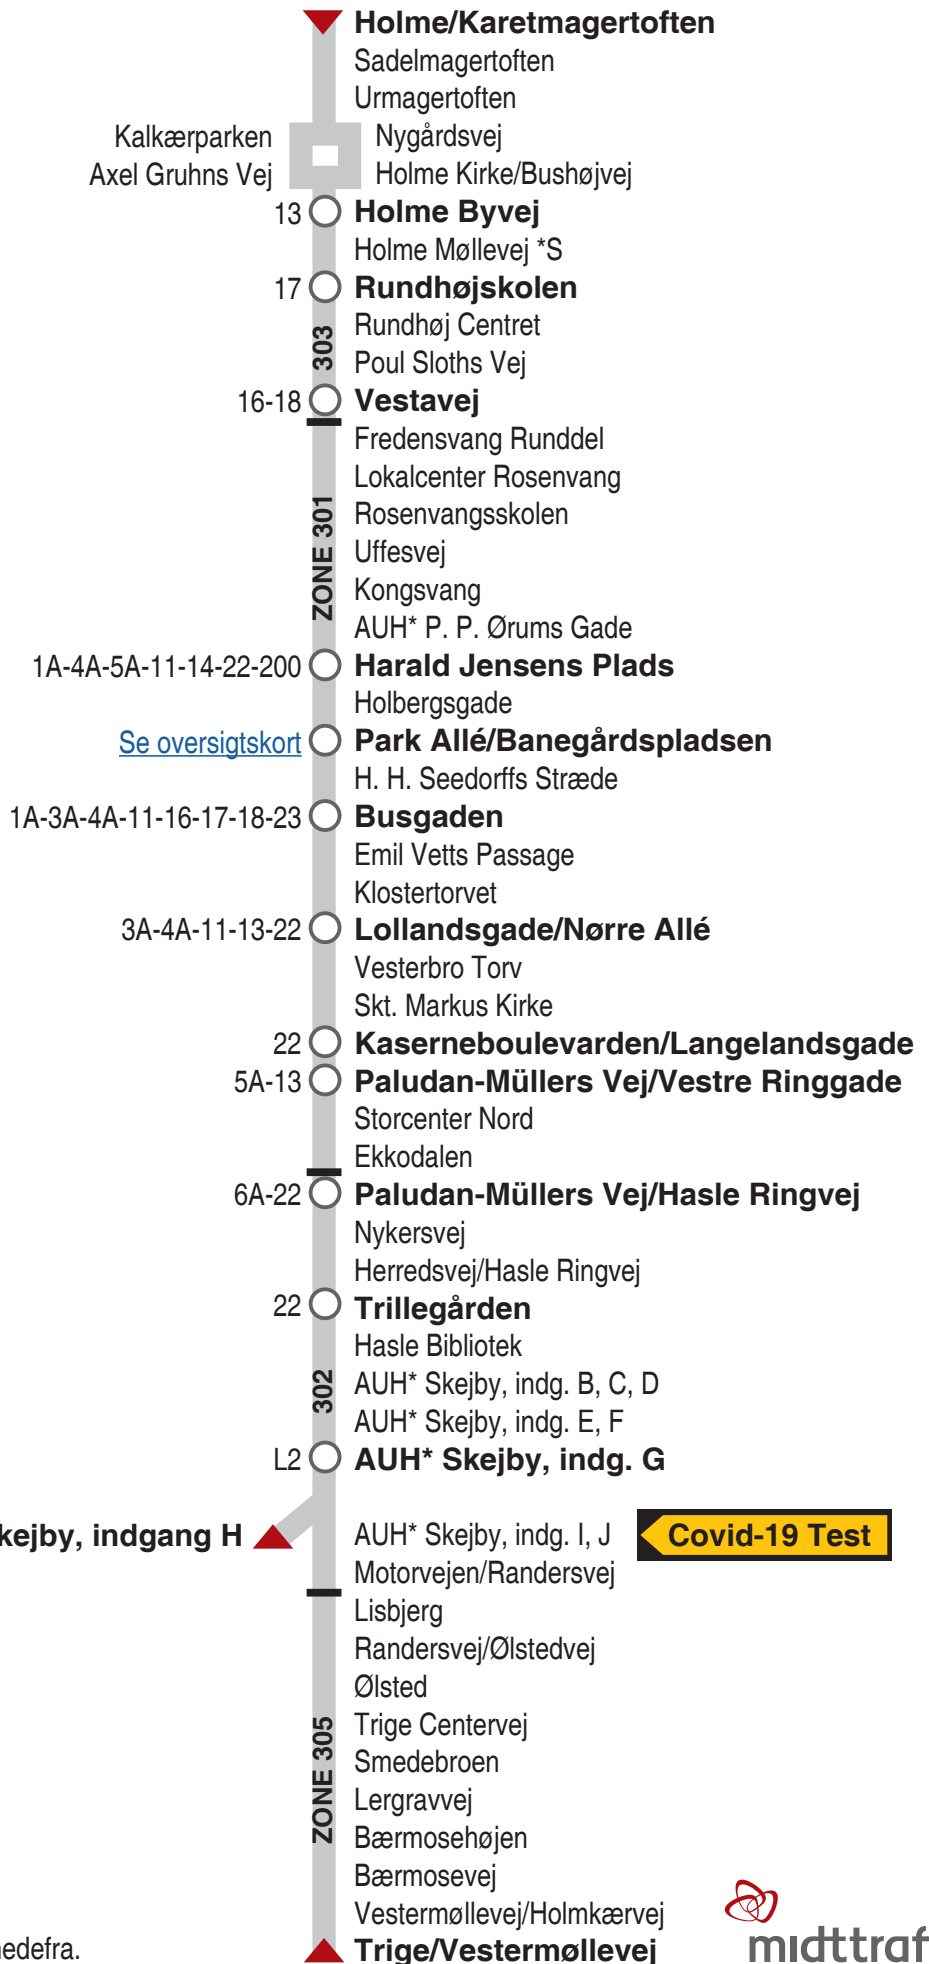 Holme/Karetmagertoften
Sadelmagertoften
Urmagertoften
Kalkærparken Nygårdsvej
Axel Gruhns Vej Holme Kirke/Bushøjvej
13 Holme Byvej
Holme Møllevej *S
17 Rundhøjskolen
303
Rundhøj Centret
Poul Sloths Vej
16-18 Vestavej
Fredensvang Runddel
Lokalcenter Rosenvang
ZONE 301
Rosenvangsskolen
Uffesvej
Kongsvang
AUH* P. P. Ørums Gade
1A-4A-5A-11-14-22-200 Harald Jensens Plads
Holbergsgade
Se oversigtskort Park Allé/Banegårdspladsen
H. H. Seedorffs Stræde
1A-3A-4A-11-16-17-18-23 Busgaden
Emil Vetts Passage
Klostertorvet
3A-4A-11-13-22 Lollandsgade/Nørre Allé
Vesterbro Torv
Skt. Markus Kirke
22 Kaserneboulevarden/Langelandsgade
5A-13 Paludan-Müllers Vej/Vestre Ringgade
Storcenter Nord
Ekkodalen
6A-22 Paludan-Müllers Vej/Hasle Ringvej
Nykersvej
Herredsvej/Hasle Ringvej
22 Trillegården
Hasle Bibliotek
302
AUH* Skejby, indg. B, C, D
AUH* Skejby, indg. E, F
L2 AUH* Skejby, indg. G
kejby, indgang H AUH* Skejby, indg. I, J Covid-19 Test
Motorvejen/Randersvej
Lisbjerg
Randersvej/Ølstedvej
Ølsted
ZONE 305
Trige Centervej
Smedebroen
Lergravvej
Bærmosehøjen
Bærmosevej
Vestermøllevej/Holmkærvej
nedefra. Trige/Vestermøllevej
midttraf